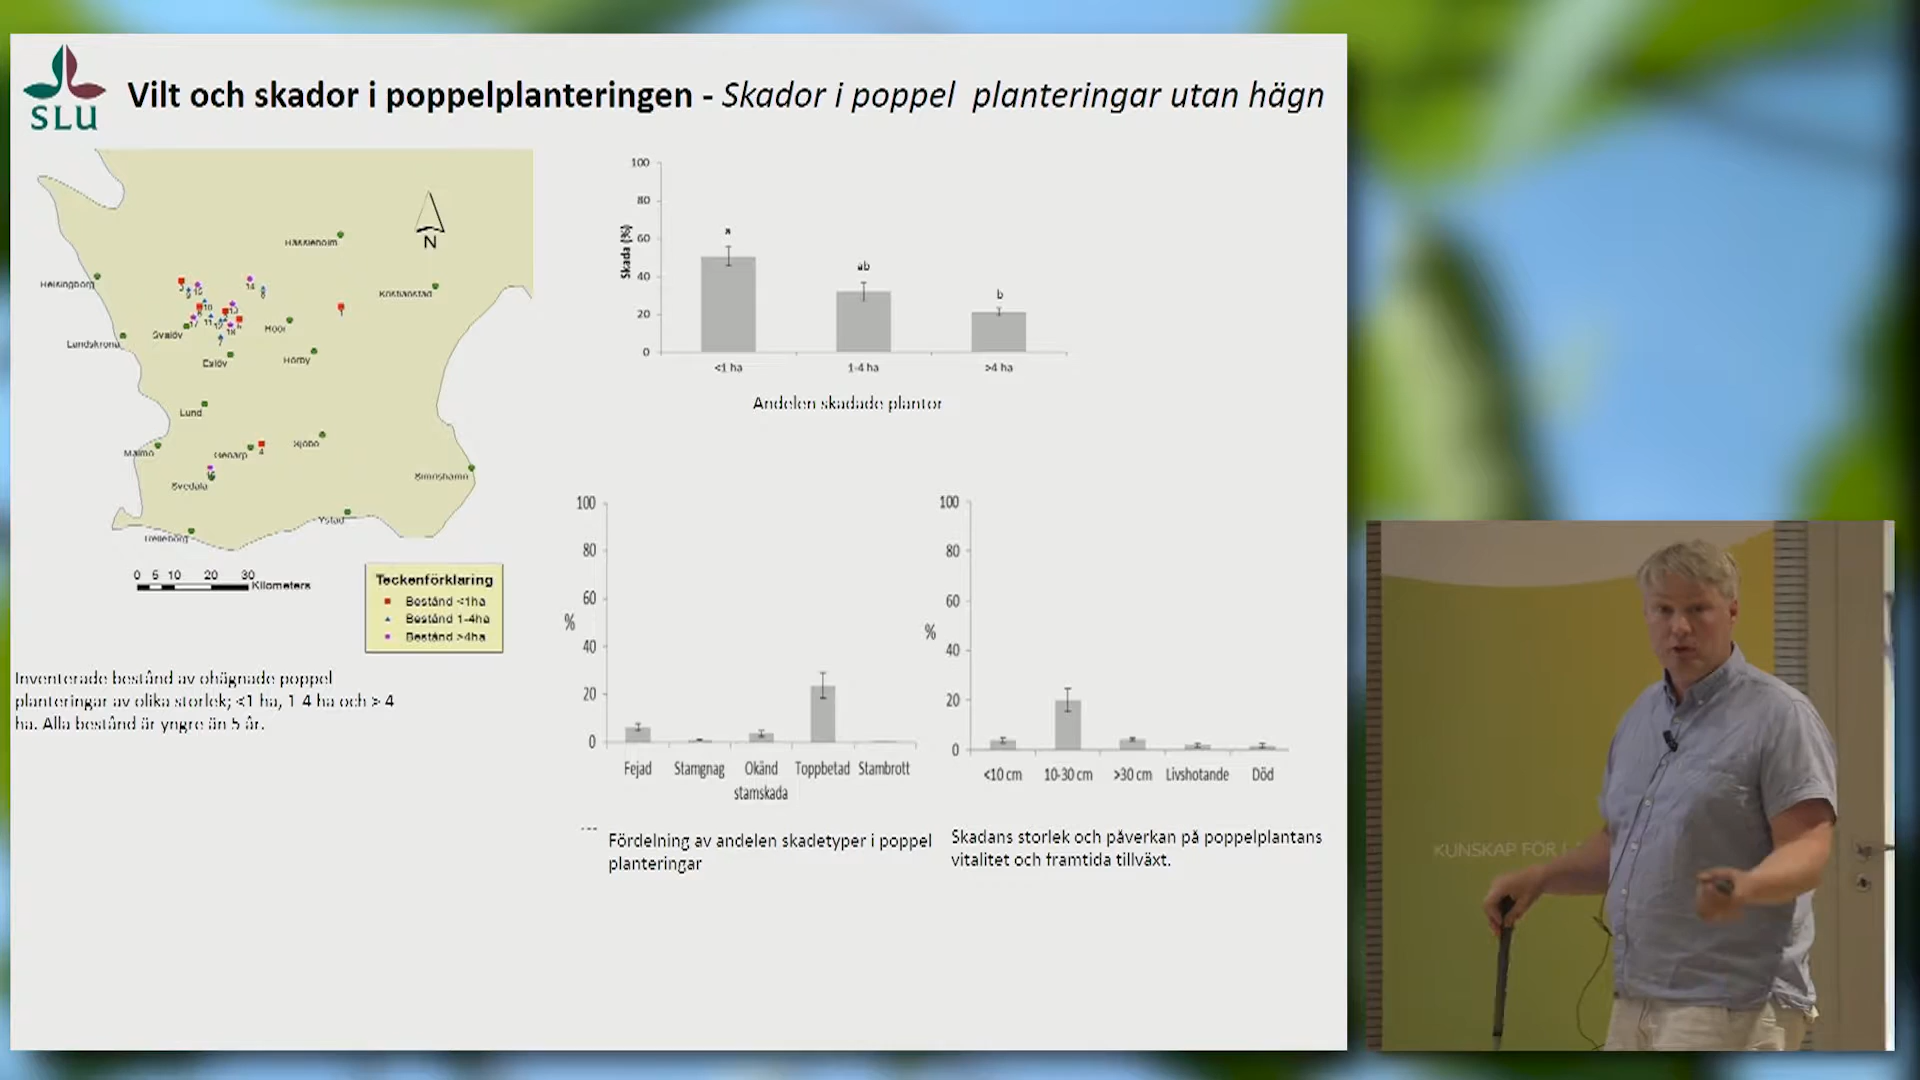 SLU
Vilt och skador i poppelplanteringen - Skador i poppel planteringar utan hägn
N
Hässleholm
Helsingborg
Kristianstad
Svalöv
Höör
Landskrona
Eslöv
Hörby
Lund
Malmö
Genarp
Sjöbo
Svedala
Simrishamn
Ystad
Trelleborg
0 5 10 20 30
Kilometers
Teckenförklaring
Bestånd <1ha
Bestånd 1-4ha
Bestånd >4ha
Inventerade bestånd av ohägnade poppel
planteringar av olika storlek; <1 ha, 1 4 ha och > 4
ha. Alla bestånd är yngre än 5 år.
Skada (%)
100
80
60
40
20
0
a
ab
b
<1 ha
1-4 ha
>4 ha
Andelen skadade plantor
%
100
80
60
40
20
0
Fejad
Stamgnag
Okänd
stamskada
Toppbetad
Stambrott
Fördelning av andelen skadetyper i poppel
planteringar
%
100
80
60
40
20
0
<10 cm
10-30 cm
>30 cm
Livshotande
Död
Skadans storlek och påverkan på poppelplantans
vitalitet och framtida tillväxt.
KUNSKAP FÖR